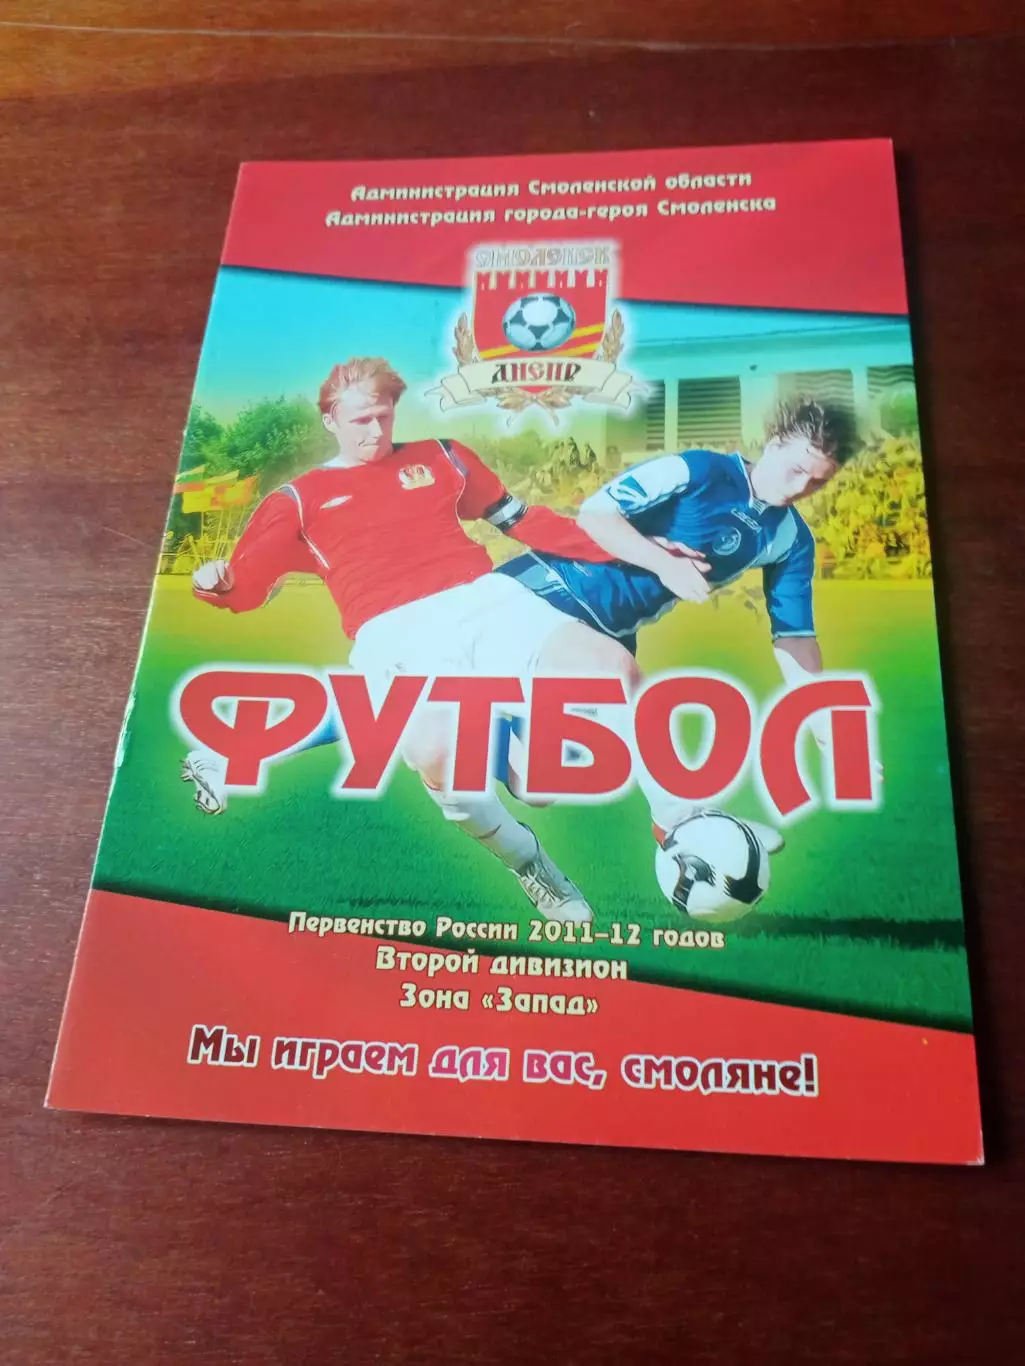 Администрация Смоленской области
Администрация города-героя Смоленска
СМОЛЕНСК
ДНЕПР
ФУТБОЛ
Первенство России 2011-12 годов
Второй дивизион
Зона «Запад»
Мы играем для вас, смоляне!